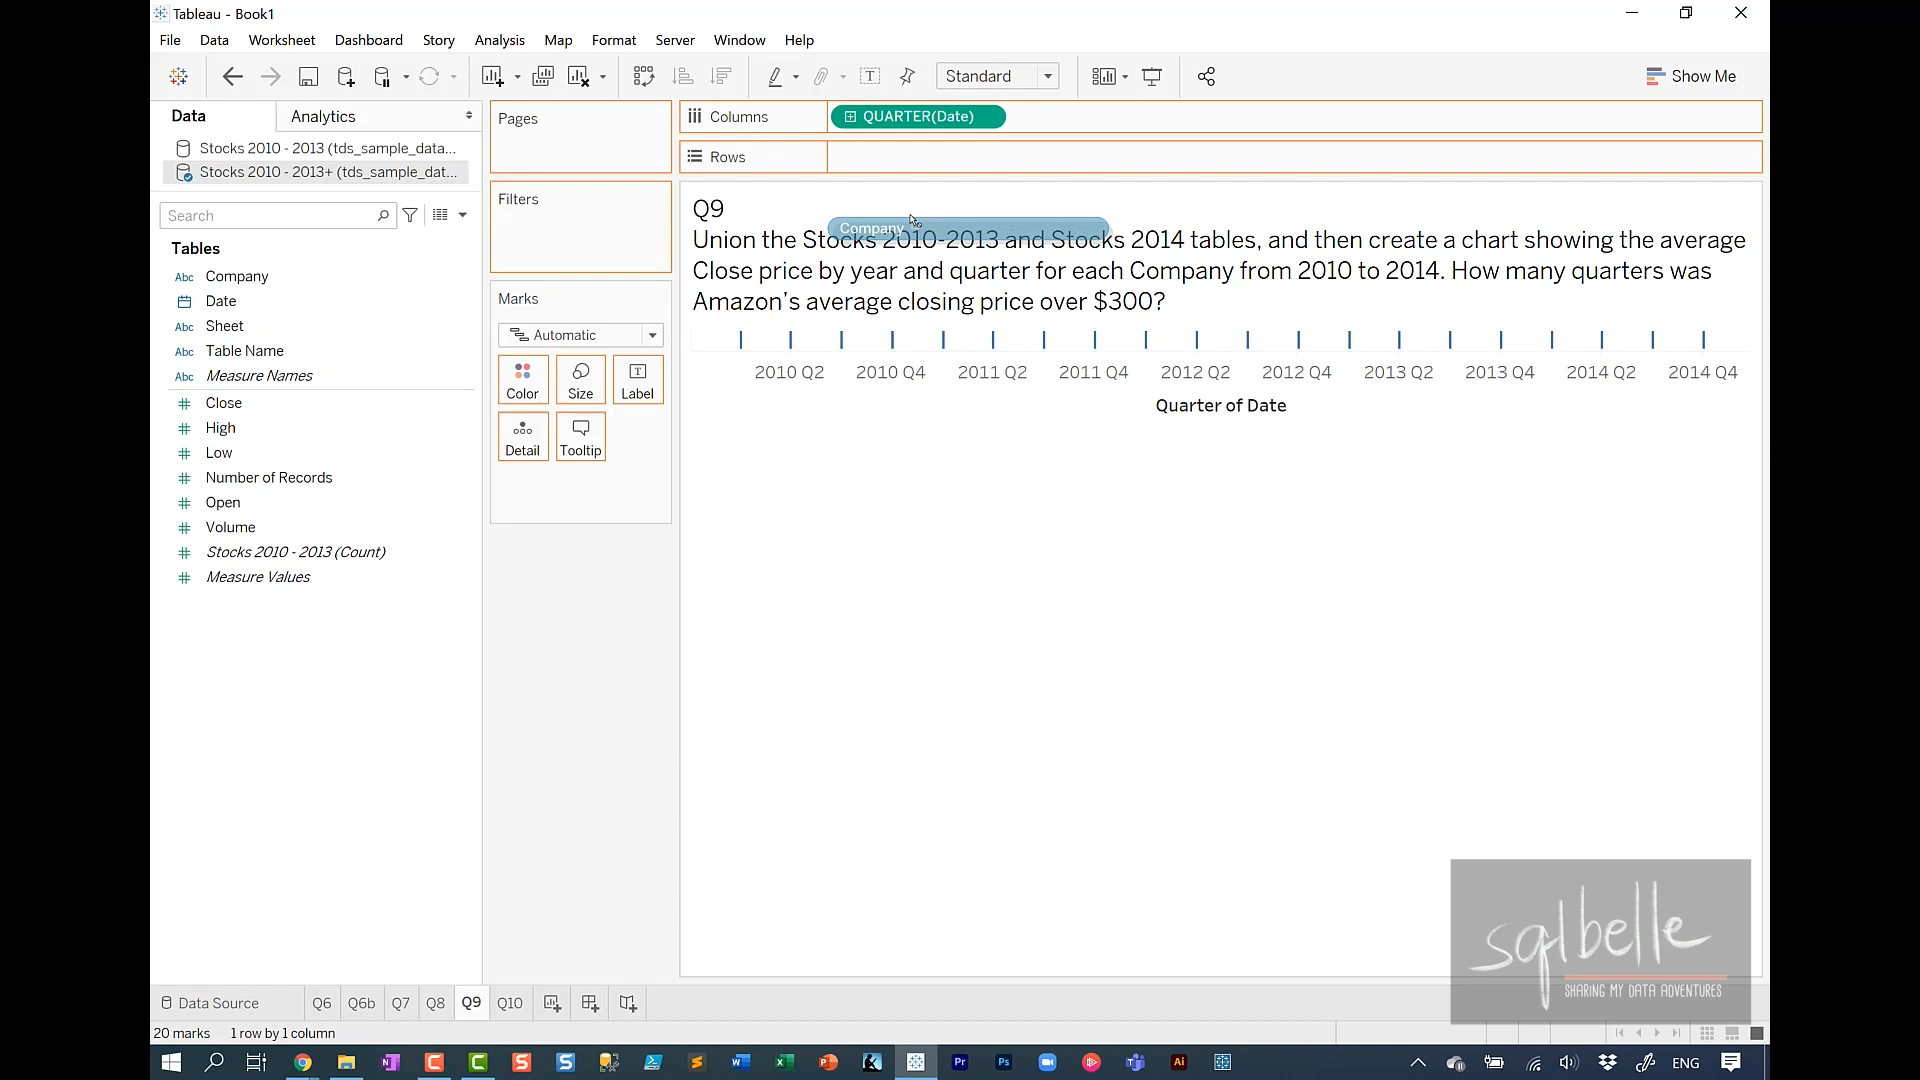 Tableau - Book1
File Data Worksheet Dashboard Story Analysis Map Format Server Window Help
Standard
Show Me
Data
Analytics
Stocks 2010 - 2013 (tds_sample_data...
Stocks 2010 - 2013+ (tds_sample_dat...
Search
Tables
Abc Company
Date
Abc Sheet
Abc Table Name
Abc Measure Names
Close
High
Low
Number of Records
Open
Volume
Stocks 2010 - 2013 (Count)
Measure Values
Pages
Filters
Marks
Automatic
Color Size Label
Detail Tooltip
Columns
QUARTER(Date)
Rows
Q9
Company
Union the Stocks 2010-2013 and Stocks 2014 tables, and then create a chart showing the average
Close price by year and quarter for each Company from 2010 to 2014. How many quarters was
Amazon's average closing price over $300?
2010 Q2 2010 Q4 2011 Q2 2011 Q4 2012 Q2 2012 Q4 2013 Q2 2013 Q4 2014 Q2 2014 Q4
Quarter of Date
sqlbelle
SHARING MY DATA ADVENTURES
Data Source Q6 Q6b Q7 Q8 Q9 Q10
20 marks 1 row by 1 column
ENG